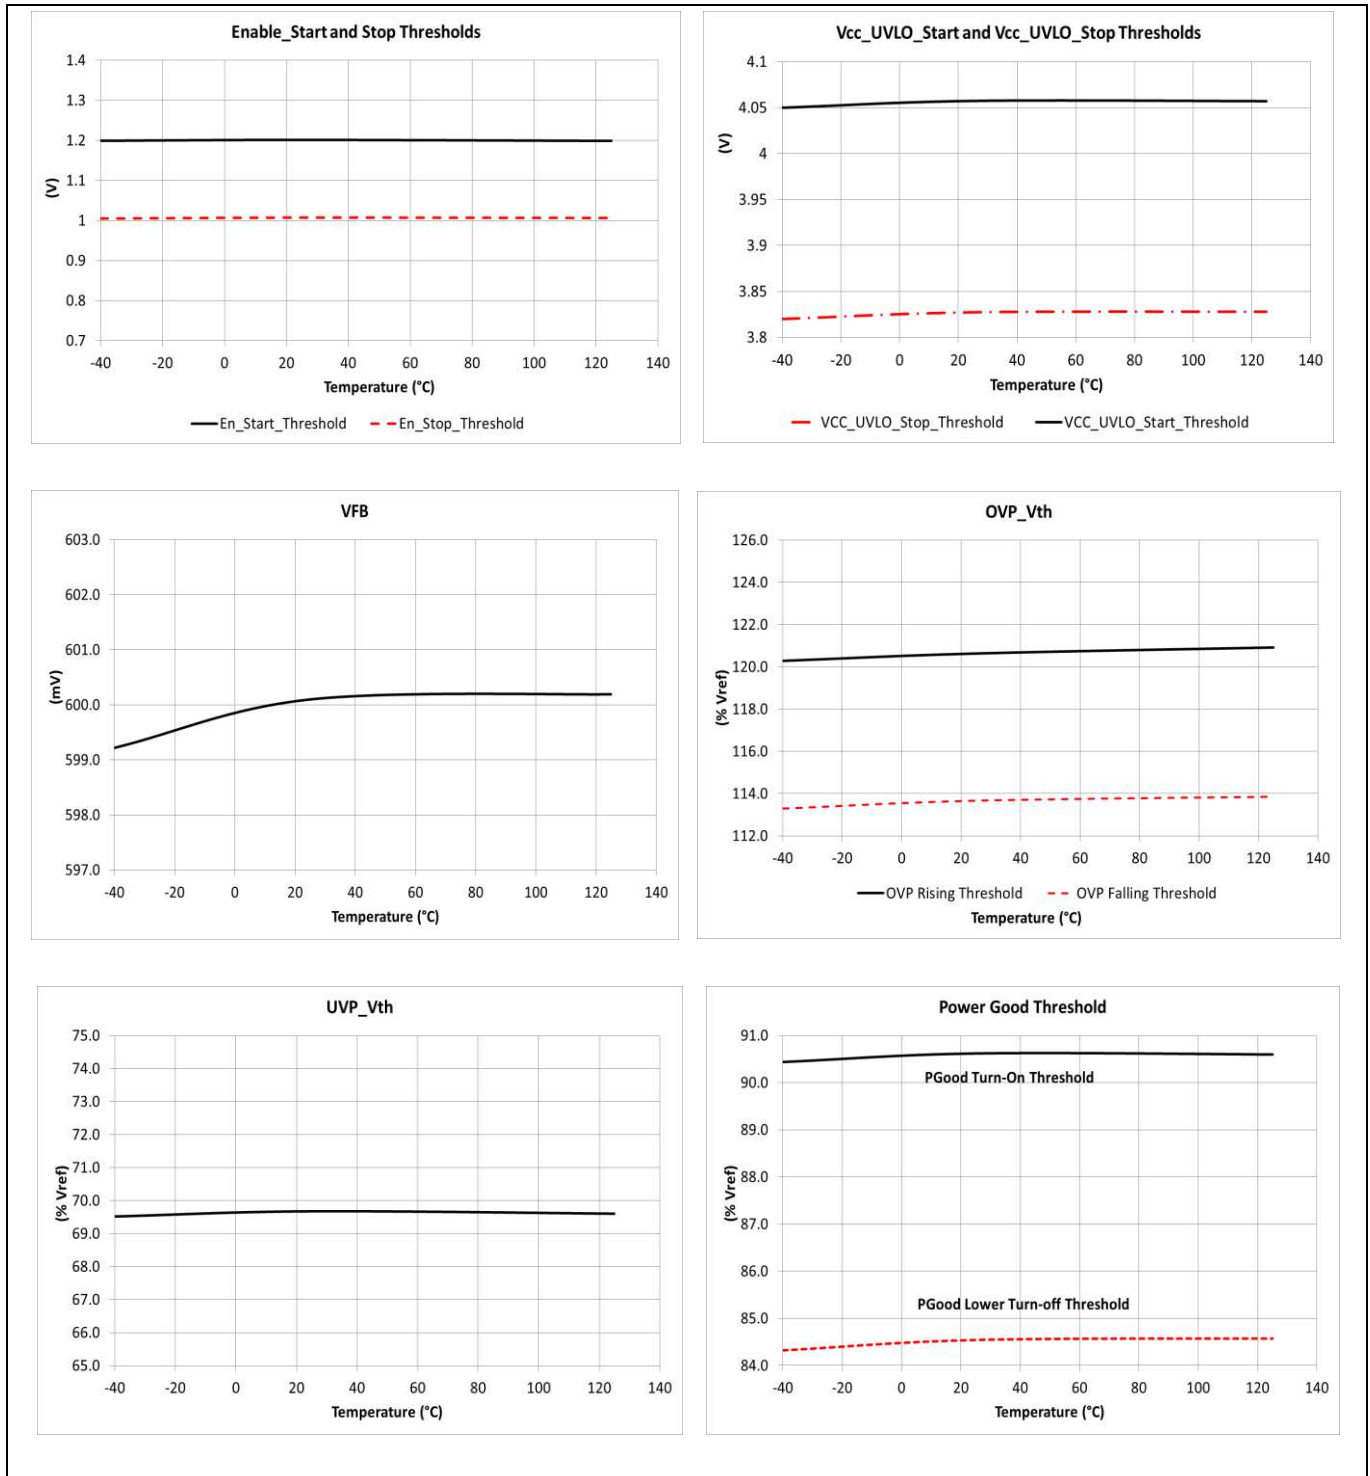 Enable_Start and Stop Thresholds
1.4
1.3
1.2
1.1
1
0.9
0.8
0.7
(V)
-40 -20 0 20 40 60 80 100 120 140
Temperature (°C)
En_Start_Threshold En_Stop_Threshold
Vcc_UVLO_Start and Vcc_UVLO_Stop Thresholds
4.1
4.05
4
3.95
3.9
3.85
3.8
(V)
-40 -20 0 20 40 60 80 100 120 140
Temperature (°C)
VCC_UVLO_Stop_Threshold VCC_UVLO_Start_Threshold
VFB
603.0
602.0
601.0
600.0
599.0
598.0
597.0
(mV)
-40 -20 0 20 40 60 80 100 120 140
Temperature (°C)
OVP_Vth
126.0
124.0
122.0
120.0
118.0
116.0
114.0
112.0
(% Vref)
-40 -20 0 20 40 60 80 100 120 140
OVP Rising Threshold OVP Falling Threshold
Temperature (°C)
UVP_Vth
75.0
74.0
73.0
72.0
71.0
70.0
69.0
68.0
67.0
66.0
65.0
(% Vref)
-40 -20 0 20 40 60 80 100 120 140
Temperature (°C)
Power Good Threshold
91.0
90.0
89.0
88.0
87.0
86.0
85.0
84.0
(% Vref)
PGood Turn-On Threshold
PGood Lower Turn-off Threshold
-40 -20 0 20 40 60 80 100 120 140
Temperature (°C)